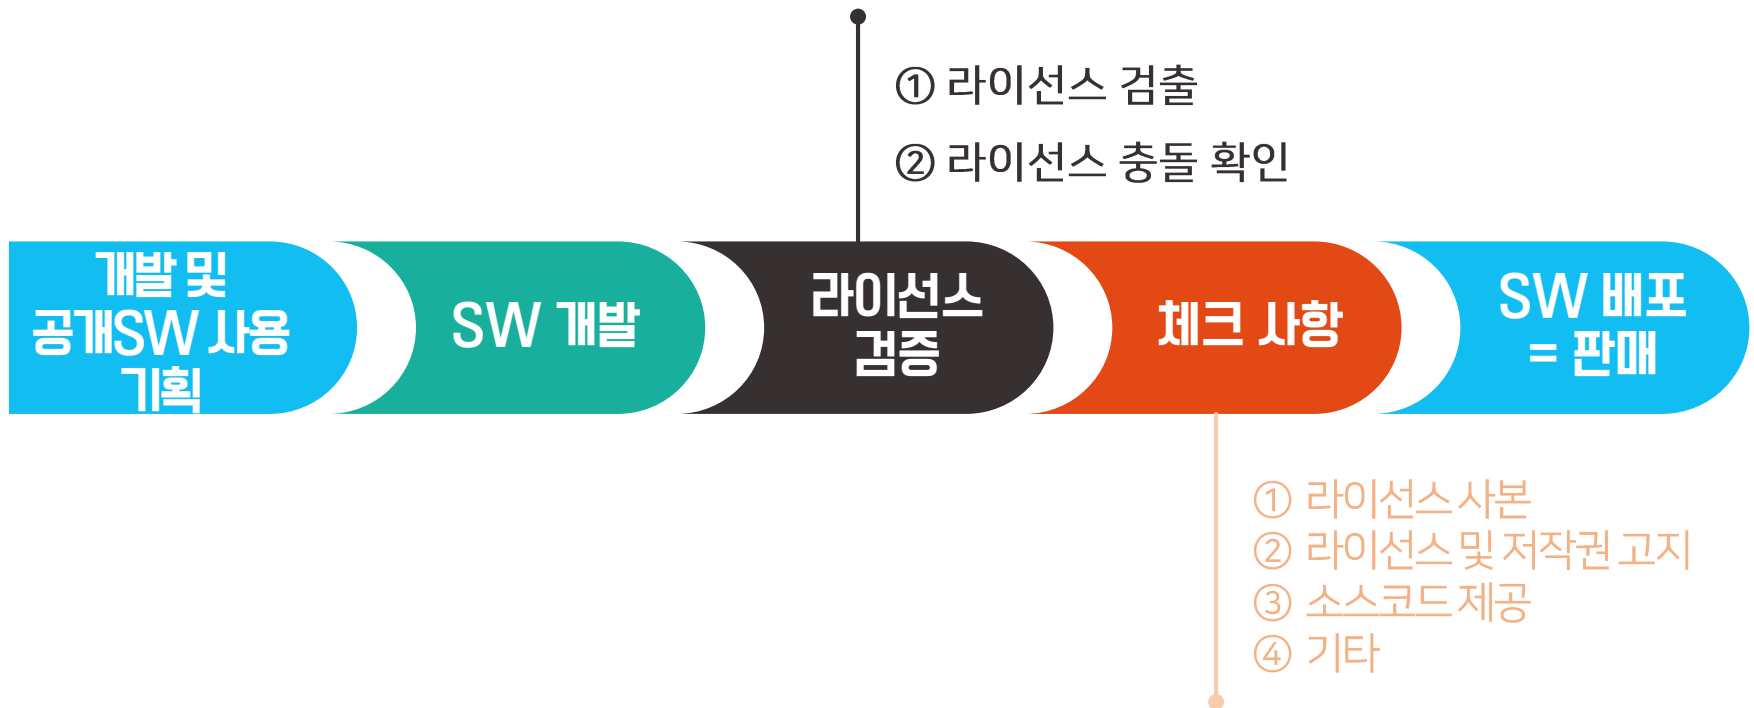 ① 라이선스 검출
② 라이선스 충돌 확인
개발 및
공개SW 사용
기획
SW 개발
라이선스
검증
체크 사항
SW 배포
= 판매
① 라이선스 사본
② 라이선스 및 저작권 고지
③ 소스코드 제공
④ 기타